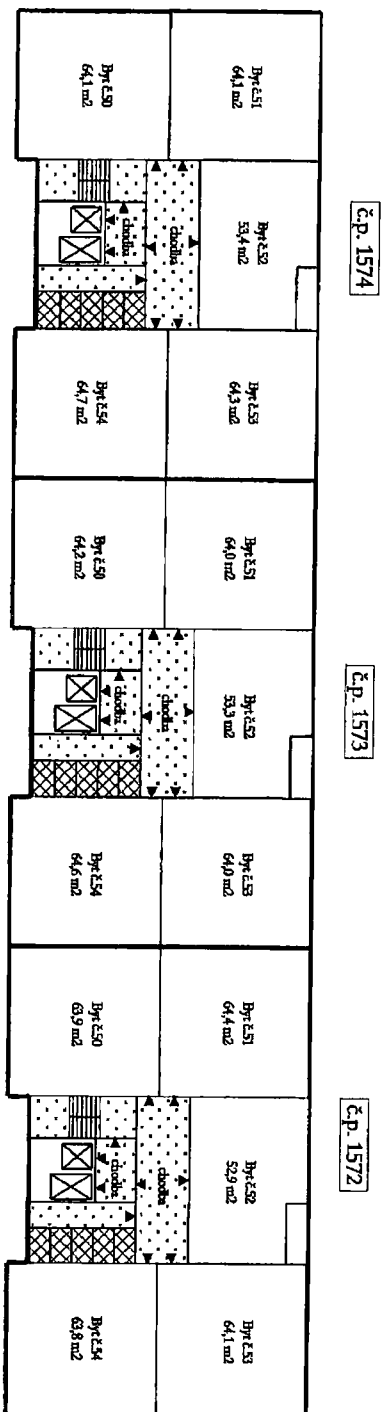 č.p. 1574
Byt č.50
64,1 m2
Byt č.51
64,1 m2
Byt č.52
53,4 m2
chodba
chodba
Byt č.54
64,7 m2
Byt č.53
64,3 m2
č.p. 1573
Byt č.50
64,2 m2
Byt č.51
64,0 m2
Byt č.52
53,3 m2
chodba
chodba
Byt č.54
64,6 m2
Byt č.53
64,0 m2
č.p. 1572
Byt č.50
63,9 m2
Byt č.51
64,4 m2
Byt č.52
52,9 m2
chodba
chodba
Byt č.54
63,8 m2
Byt č.53
64,1 m2